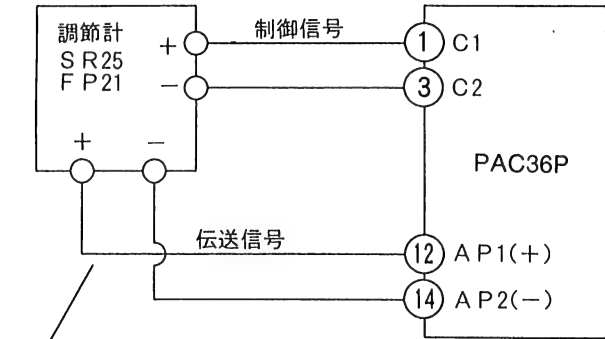 調節計
SR25
FP21
+
−
+
−
制御信号
1 C1
3 C2
PAC36P
伝送信号
12 AP1(+)
14 AP2(−)